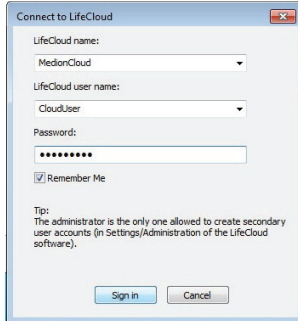 Connect to LifeCloud
LifeCloud name:
MedionCloud
LifeCloud user name:
CloudUser
Password:
●●●●●●●●●
Remember Me
Tip:
The administrator is the only one allowed to create secondary
user accounts (in Settings/Administration of the LifeCloud
software).
Sign in
Cancel